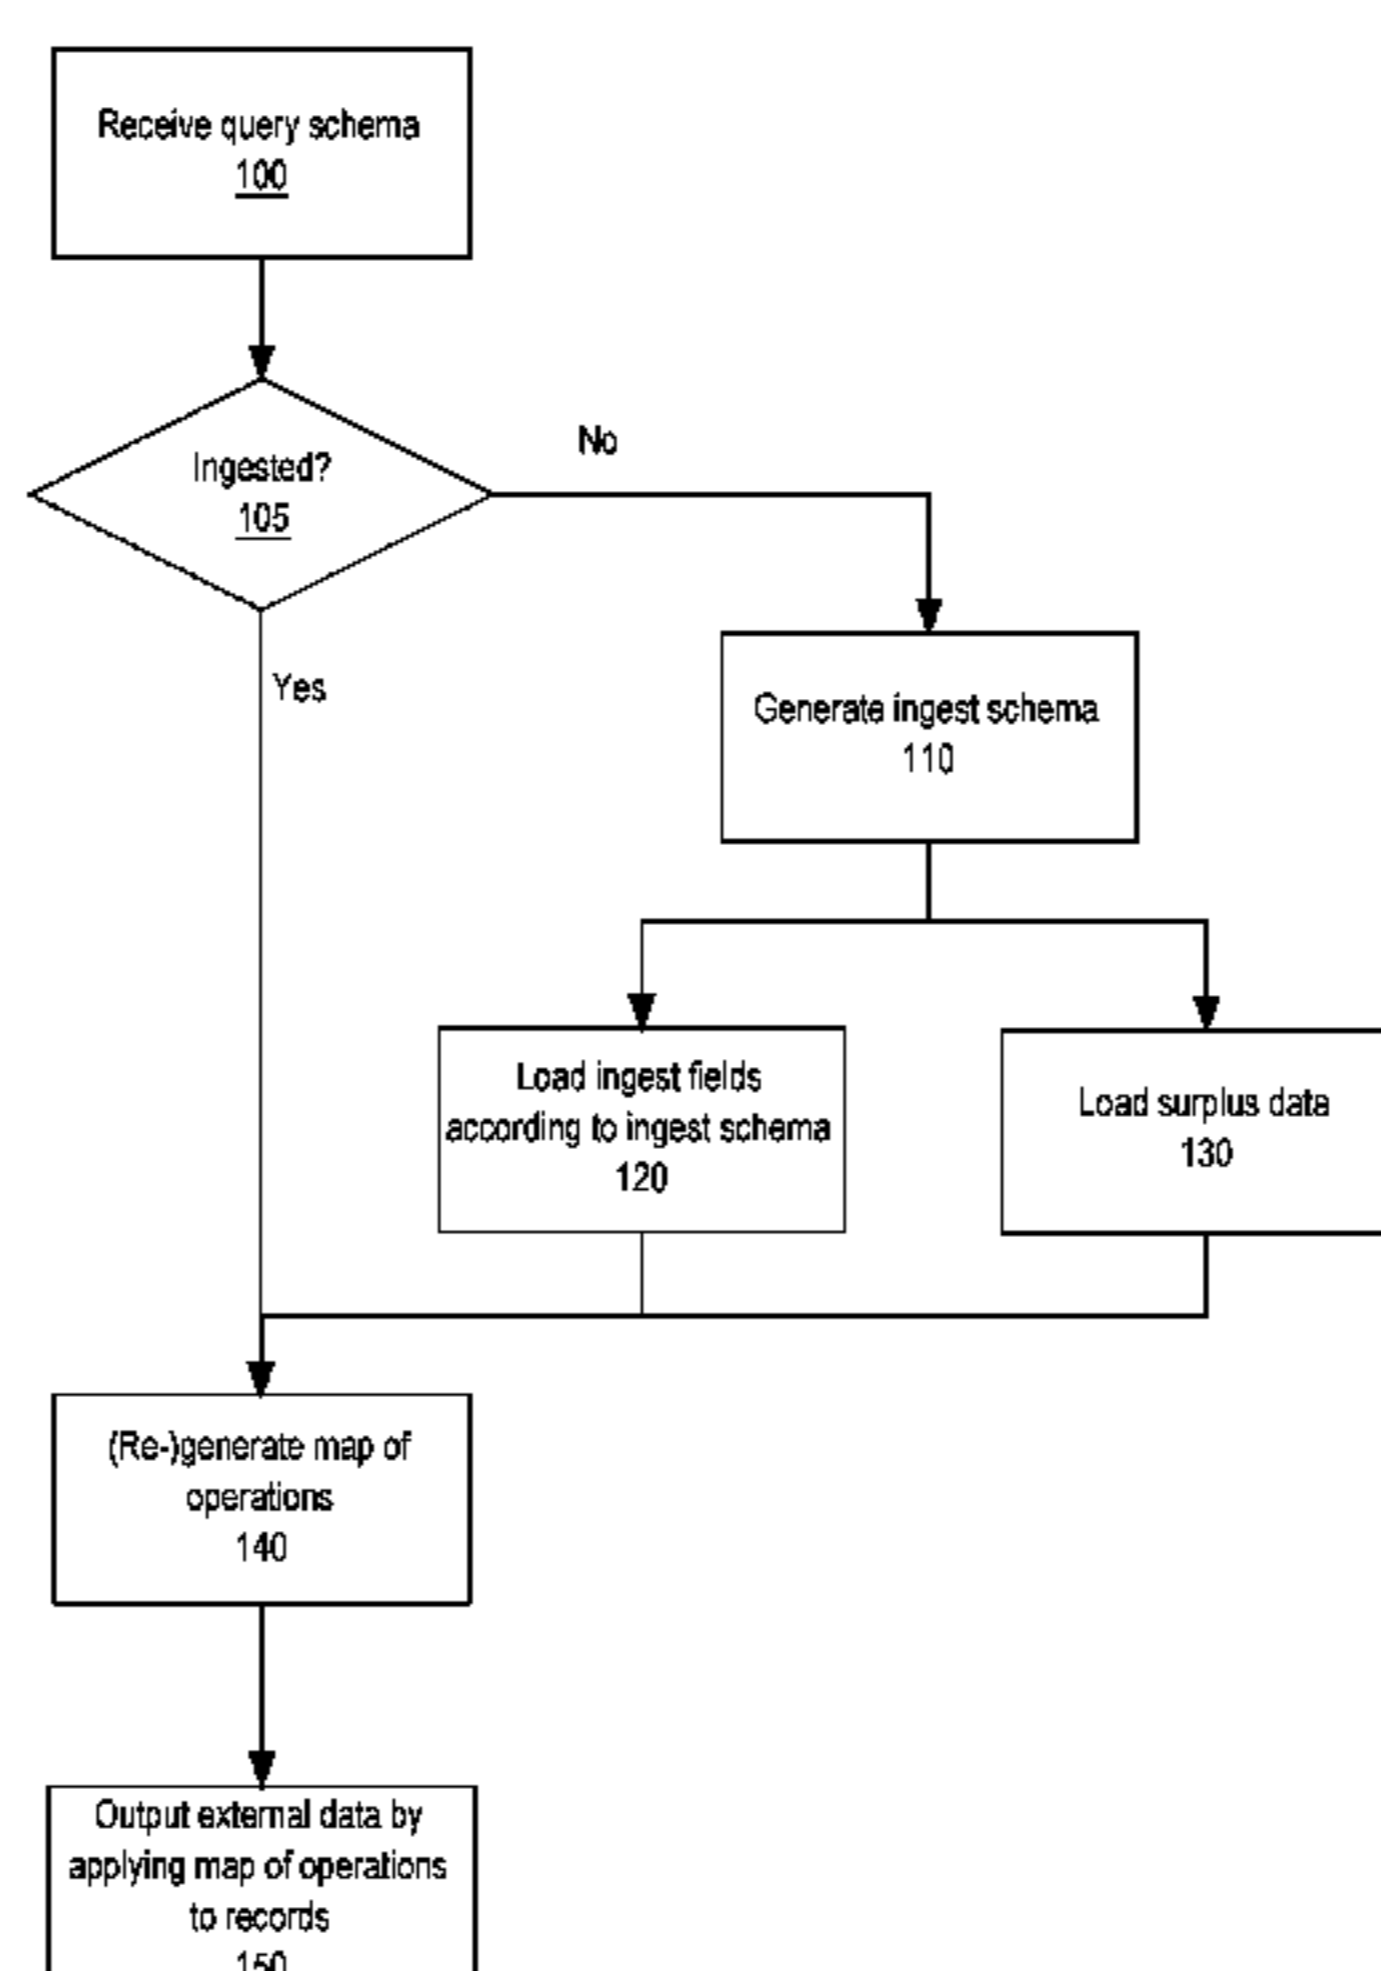 Receive query schema
100
Ingested?
105
No
Yes
Generate ingest schema
110
Load ingest fields
according to ingest schema
120
Load surplus data
130
(Re-)generate map of
operations
140
Output external data by
applying map of operations
to records
150